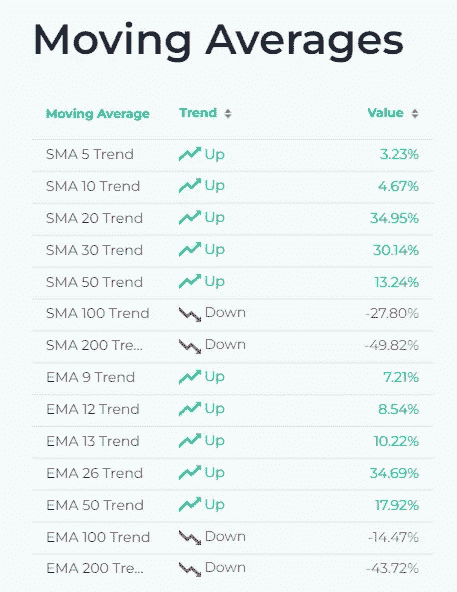 Moving Averages
Moving Average Trend Value
SMA 5 Trend Up 3.23%
SMA 10 Trend Up 4.67%
SMA 20 Trend Up 34.95%
SMA 30 Trend Up 30.14%
SMA 50 Trend Up 13.24%
SMA 100 Trend Down -27.80%
SMA 200 Tre... Down -49.82%
EMA 9 Trend Up 7.21%
EMA 12 Trend Up 8.54%
EMA 13 Trend Up 10.22%
EMA 26 Trend Up 34.69%
EMA 50 Trend Up 17.92%
EMA 100 Trend Down -14.47%
EMA 200 Tre... Down -43.72%